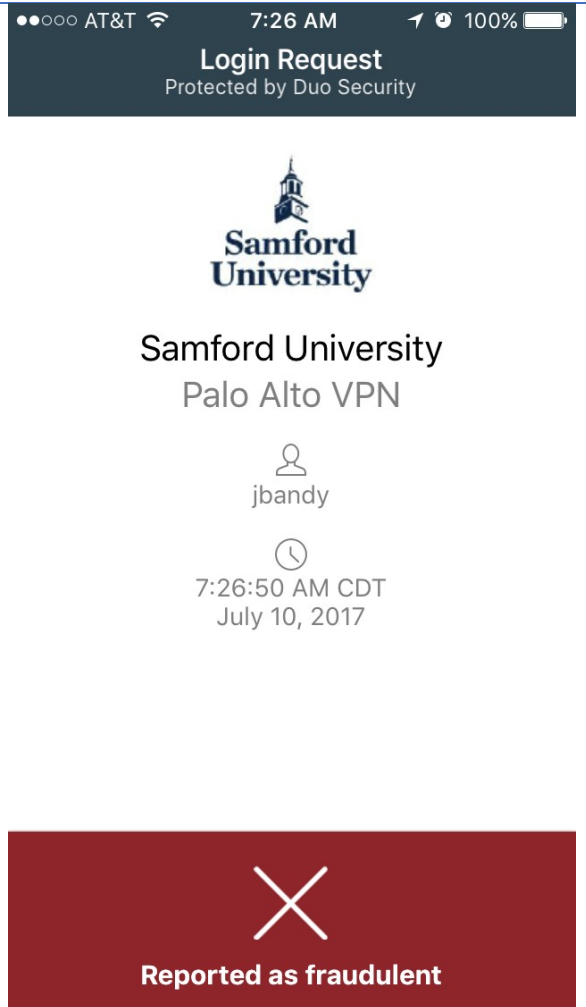 AT&T 7:26 AM 100%
Login Request
Protected by Duo Security
Samford
University
Samford University
Palo Alto VPN
jbandy
7:26:50 AM CDT
July 10, 2017
Reported as fraudulent